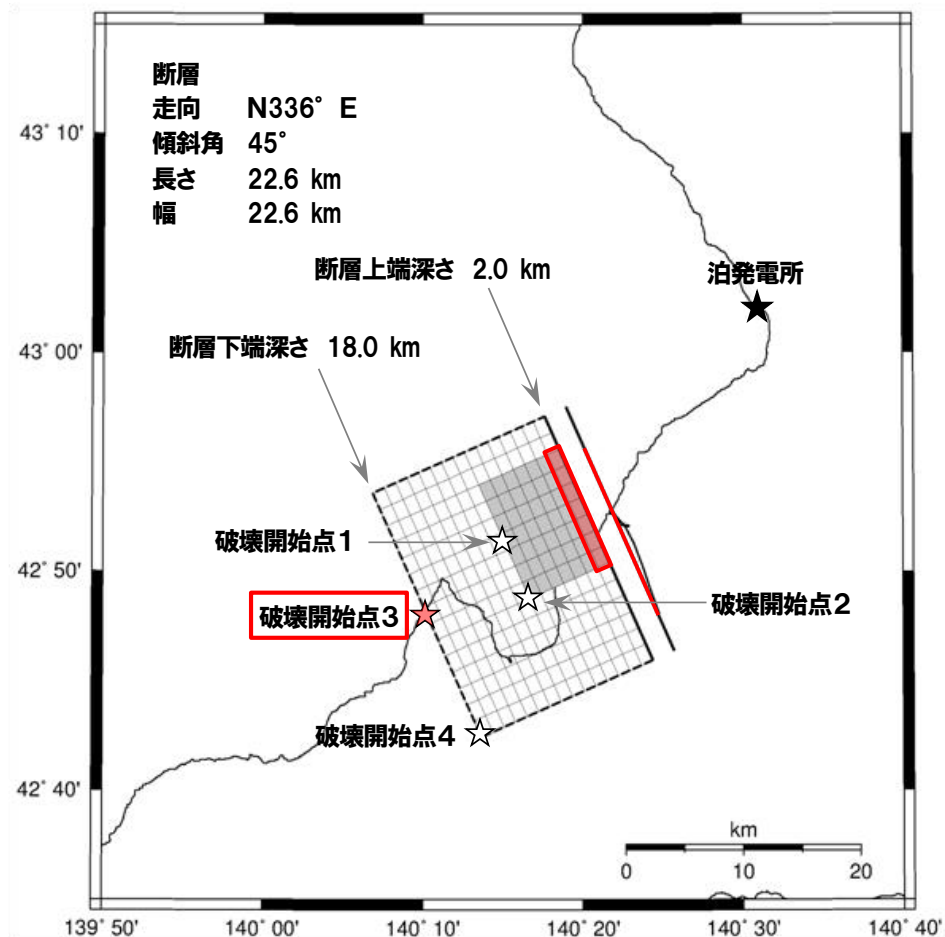 断層
走向 N336° E
傾斜角 45°
長さ 22.6 km
幅 22.6 km
断層上端深さ 2.0 km
泊発電所
断層下端深さ 18.0 km
破壊開始点1
破壊開始点2
破壊開始点3
破壊開始点4
43° 10'
43° 00'
42° 50'
42° 40'
km
0 10 20
139° 50' 140° 00' 140° 10' 140° 20' 140° 30' 140° 40'